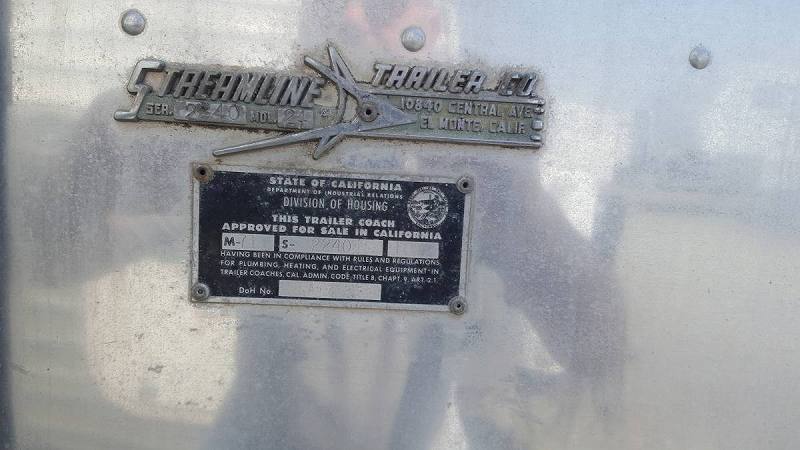 STREAMLINE TRAILER CO.
SER. 2240 MDL. 24 10840 CENTRAL AVE.
EL MONTE, CALIF.
STATE OF CALIFORNIA
DEPARTMENT OF INDUSTRIAL RELATIONS
DIVISION OF HOUSING
THIS TRAILER COACH
APPROVED FOR SALE IN CALIFORNIA
M-71 S- 2240
HAVING BEEN IN COMPLIANCE WITH RULES AND REGULATIONS
FOR PLUMBING, HEATING, AND ELECTRICAL EQUIPMENT IN
TRAILER COACHES, CAL. ADMIN. CODE, TITLE 8, CHAPT. 9, ART. 2.1
DoH No.